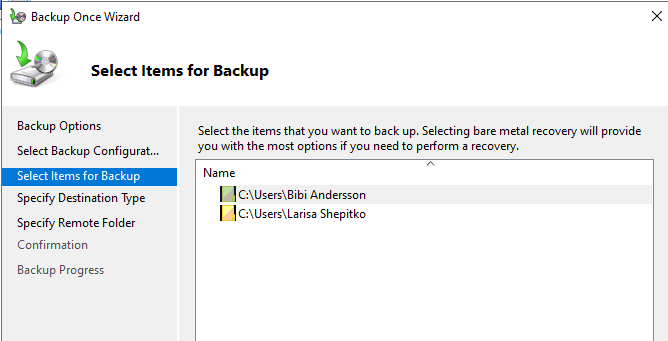 Backup Once Wizard
Select Items for Backup
Backup Options
Select Backup Configurat...
Select Items for Backup
Specify Destination Type
Specify Remote Folder
Confirmation
Backup Progress
Select the items that you want to back up. Selecting bare metal recovery will provide
you with the most options if you need to perform a recovery.
Name
C:\Users\Bibi Andersson
C:\Users\Larisa Shepitko